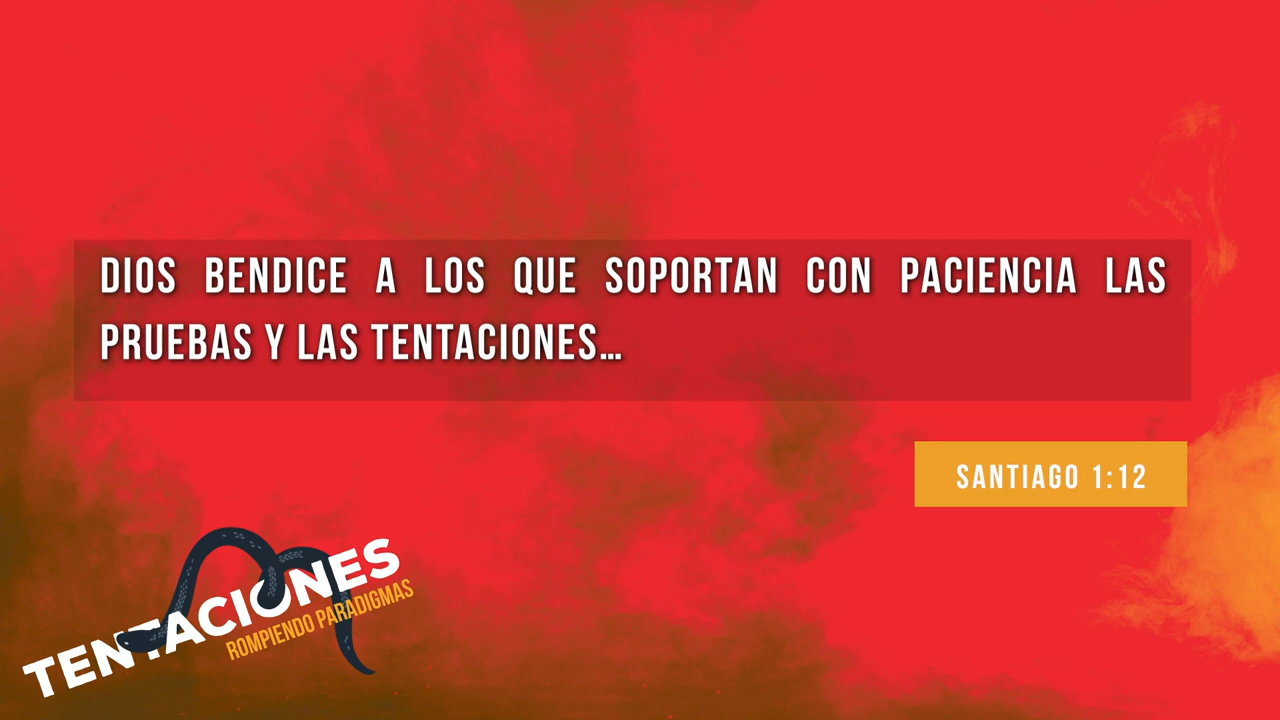 DIOS BENDICE A LOS QUE SOPORTAN CON PACIENCIA LAS
PRUEBAS Y LAS TENTACIONES…
SANTIAGO 1:12
TENTACIONES
ROMPIENDO PARADIGMAS